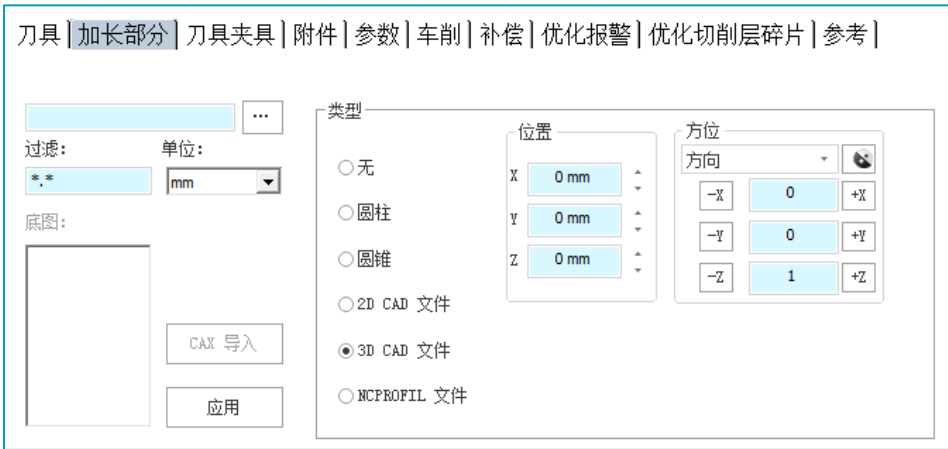 刀具 加长部分 刀具夹具 附件 参数 车削 补偿 优化报警 优化切削层碎片 参考
...
过滤: 单位:
*.* mm
底图:
CAX 导入
应用
类型
无
圆柱
圆锥
2D CAD 文件
3D CAD 文件
NCPROFIL 文件
位置
X 0 mm
Y 0 mm
Z 0 mm
方位
方向
-X 0 +X
-Y 0 +Y
-Z 1 +Z